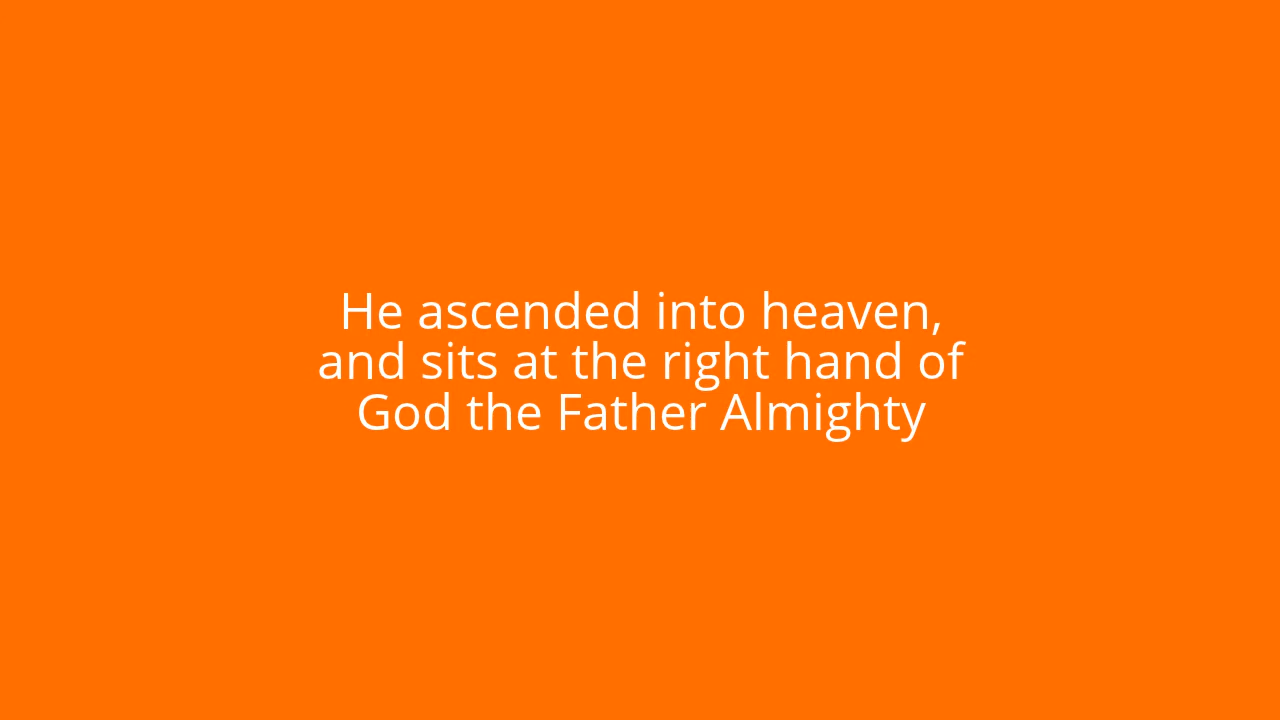 He ascended into heaven,
and sits at the right hand of
God the Father Almighty